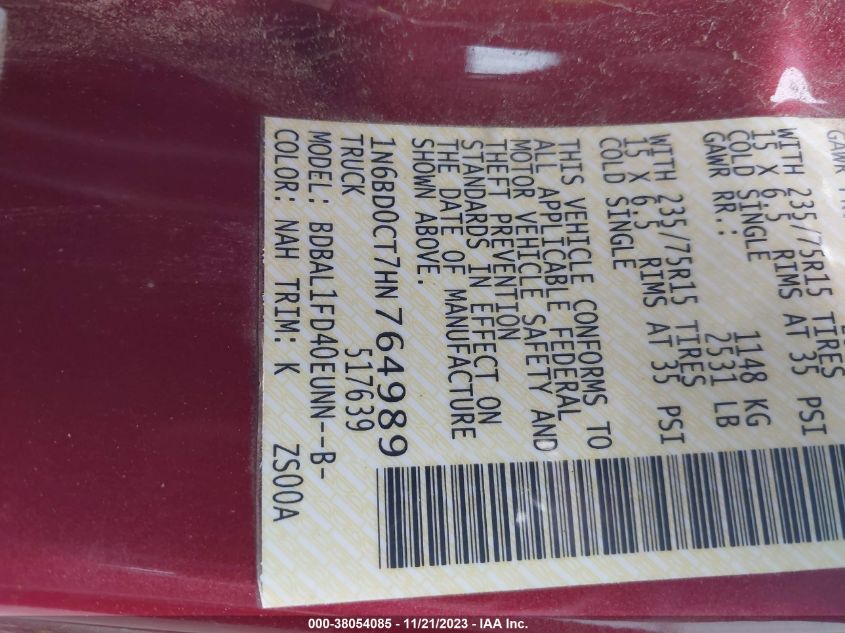 WITH 235/75R15 TIRES
15 X 6.5 RIMS AT 35 PSI
COLD SINGLE
GAWR RR.: 1148 KG
2531 LB
WITH 235/75R15 TIRES
15 X 6.5 RIMS AT 35 PSI
COLD SINGLE
THIS VEHICLE CONFORMS TO
ALL APPLICABLE FEDERAL
MOTOR VEHICLE SAFETY AND
THEFT PREVENTION
STANDARDS IN EFFECT ON
THE DATE OF MANUFACTURE
SHOWN ABOVE.
1N6BD0CT7HN764989
TRUCK 517639
MODEL: BDBAL1FD40EUNN--B-
COLOR: NAH TRIM: K ZS00A
000-38054085 - 11/21/2023 - IAA Inc.